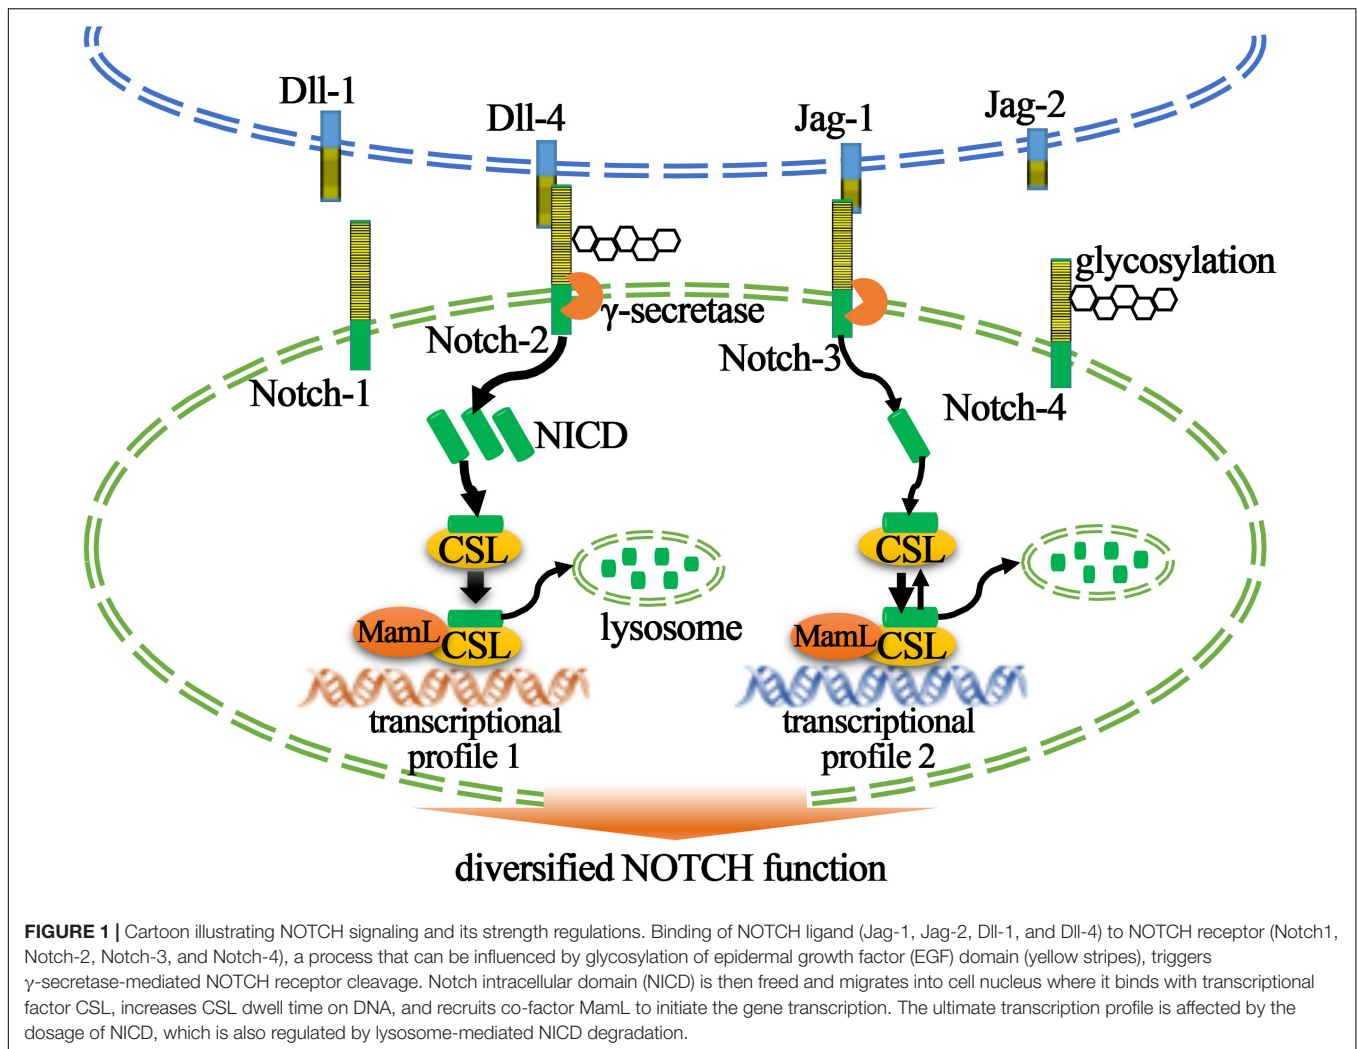 Dll-1
Dll-4
Jag-1
Jag-2
glycosylation
γ-secretase
Notch-2
Notch-3
Notch-1
Notch-4
NICD
CSL
CSL
lysosome
MamL
CSL
MamL
CSL
transcriptional
profile 1
transcriptional
profile 2
diversified NOTCH function
FIGURE 1 | Cartoon illustrating NOTCH signaling and its strength regulations. Binding of NOTCH ligand (Jag-1, Jag-2, Dll-1, and Dll-4) to NOTCH receptor (Notch1,
Notch-2, Notch-3, and Notch-4), a process that can be influenced by glycosylation of epidermal growth factor (EGF) domain (yellow stripes), triggers
γ-secretase-mediated NOTCH receptor cleavage. Notch intracellular domain (NICD) is then freed and migrates into cell nucleus where it binds with transcriptional
factor CSL, increases CSL dwell time on DNA, and recruits co-factor MamL to initiate the gene transcription. The ultimate transcription profile is affected by the
dosage of NICD, which is also regulated by lysosome-mediated NICD degradation.